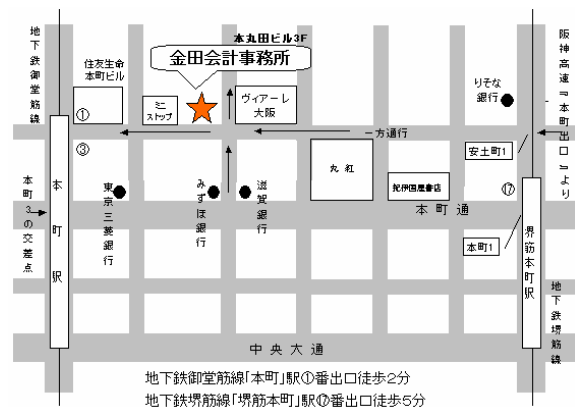 地下鉄御堂筋線
住友生命
本町ビル
本丸田ビル3F
金田会計事務所
阪神高速『本町出口』より
ミニ
ストップ
ヴィアーレ
大阪
りそな
銀行
①
一方通行
③
丸紅
安土町1
紀伊国屋書店
⑰
本町3の交差点
本町駅
東京三菱銀行
みずほ銀行
滋賀銀行
本町通
本町1
堺筋本町駅
地下鉄堺筋線
中央大通
地下鉄御堂筋線「本町」駅①番出口徒歩2分
地下鉄堺筋線「堺筋本町」駅⑰番出口徒歩5分